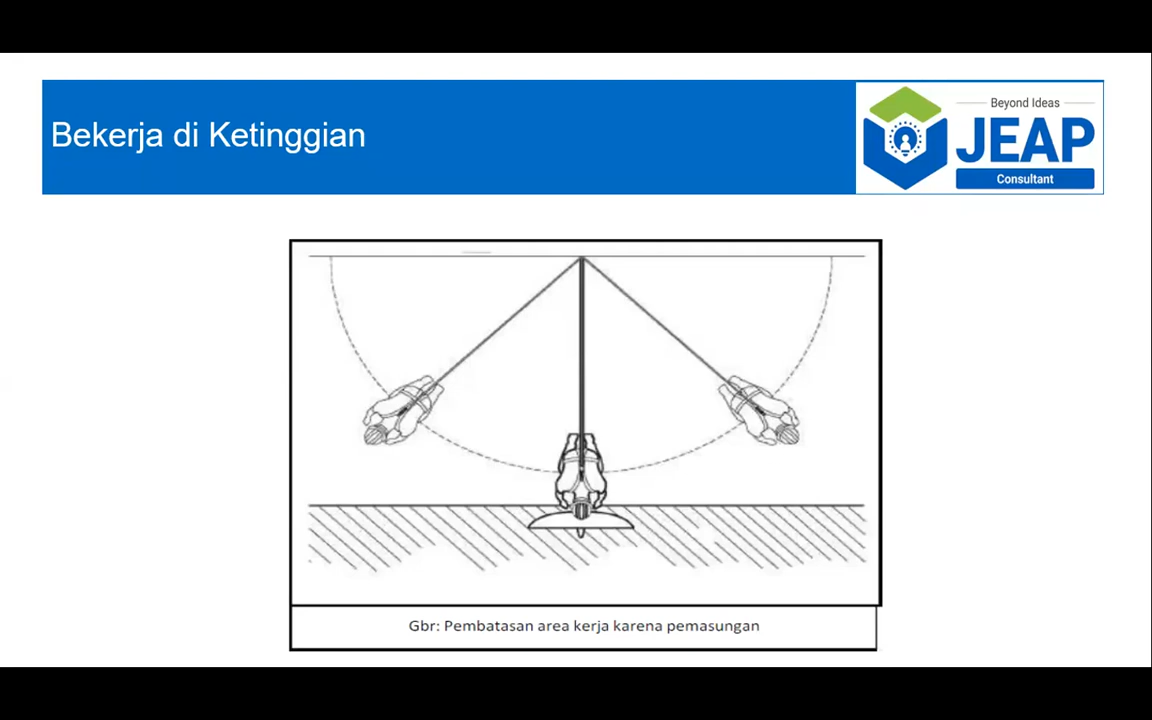 Bekerja di Ketinggian
Beyond Ideas
JEAP
Consultant
Gbr: Pembatasan area kerja karena pemasungan